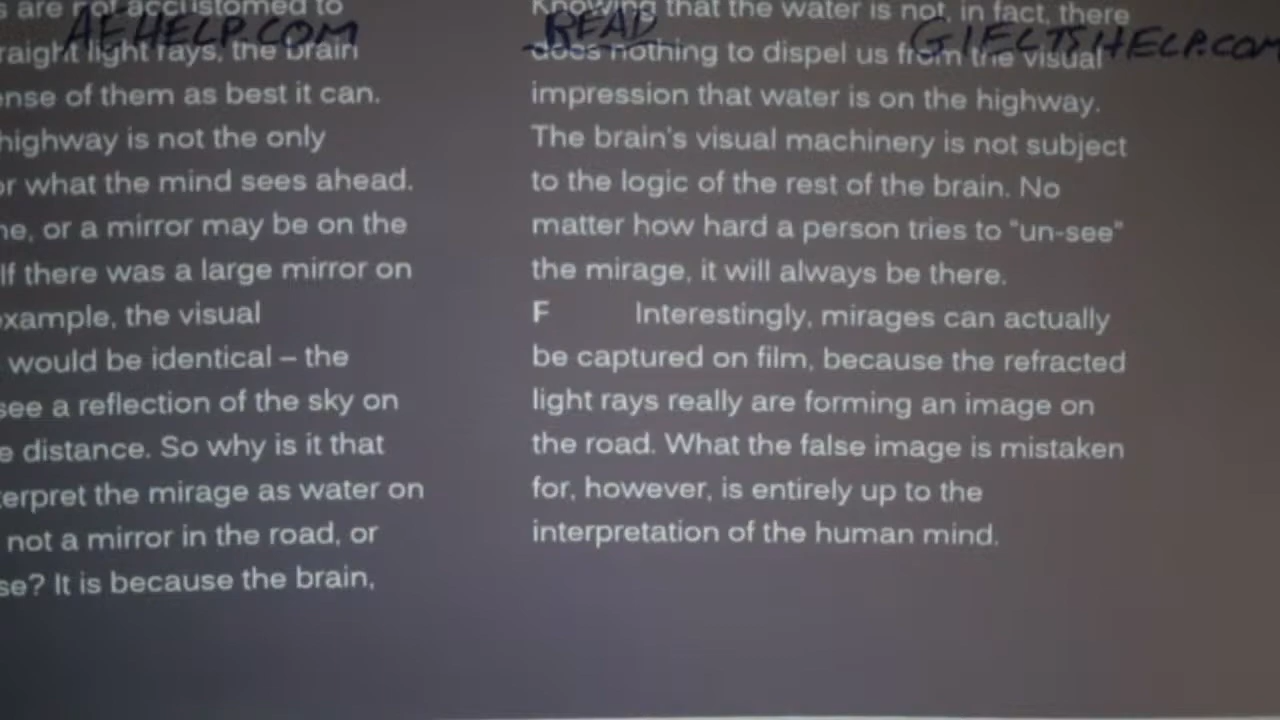 AEHELP.COM
READ
GIELTSHELP.COM
s are not accustomed to
raight light rays, the brain
ense of them as best it can.
highway is not the only
or what the mind sees ahead.
ne, or a mirror may be on the
If there was a large mirror on
example, the visual
would be identical – the
see a reflection of the sky on
e distance. So why is it that
terpret the mirage as water on
not a mirror in the road, or
se? It is because the brain,
Knowing that the water is not, in fact, there
does nothing to dispel us from the visual
impression that water is on the highway.
The brain's visual machinery is not subject
to the logic of the rest of the brain. No
matter how hard a person tries to "un-see"
the mirage, it will always be there.
F Interestingly, mirages can actually
be captured on film, because the refracted
light rays really are forming an image on
the road. What the false image is mistaken
for, however, is entirely up to the
interpretation of the human mind.